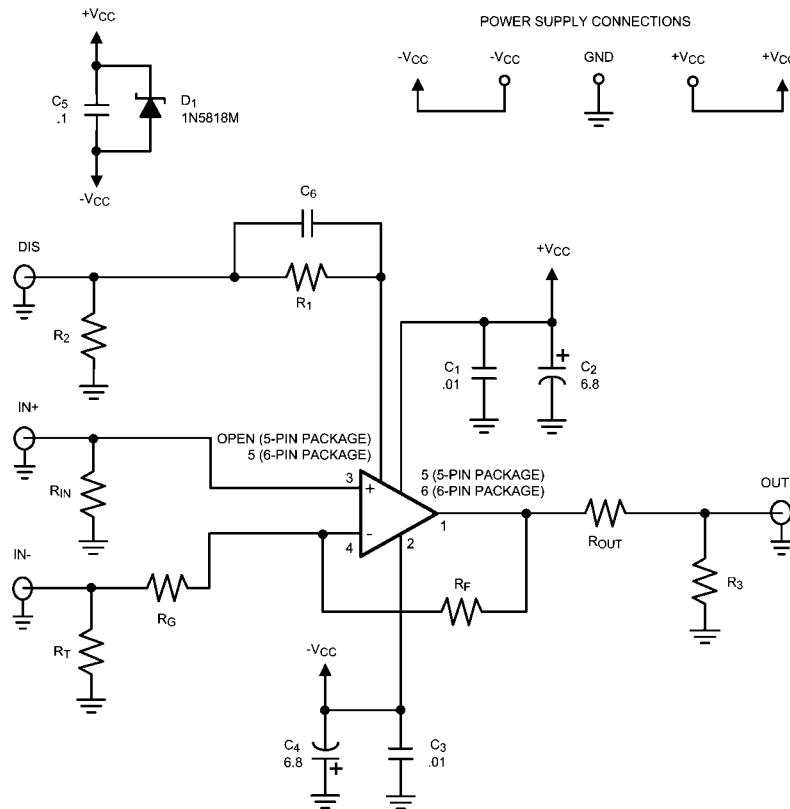 +VCC
C5
.1
D1
1N5818M
-VCC
POWER SUPPLY CONNECTIONS
-VCC
-VCC
GND
+VCC
+VCC
C6
DIS
R1
R2
+VCC
C1
.01
+
C2
6.8
IN+
OPEN (5-PIN PACKAGE)
5 (6-PIN PACKAGE)
RIN
3
+
5 (5-PIN PACKAGE)
6 (6-PIN PACKAGE)
OUT
-
4
2
1
ROUT
IN-
RG
RF
R3
RT
-VCC
C4
6.8
+
C3
.01